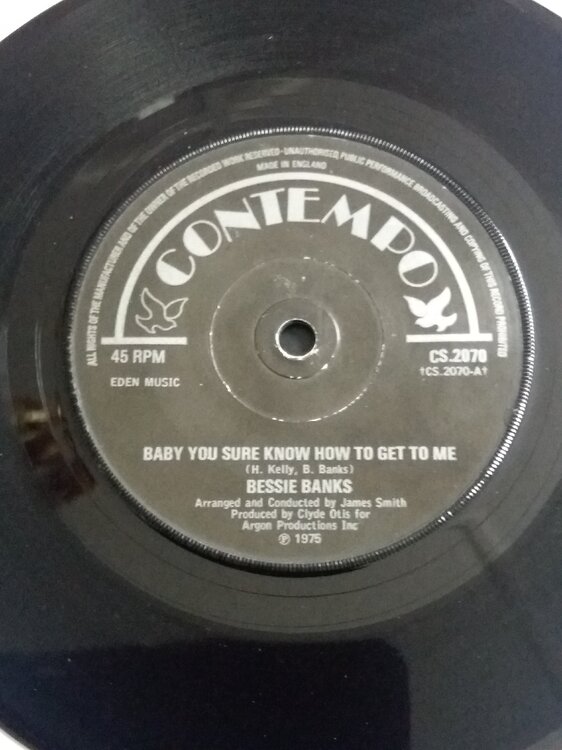 ALL RIGHTS OF THE MANUFACTURER AND OF THE OWNER OF THE RECORDED WORK RESERVED-UNAUTHORISED PUBLIC PERFORMANCE BROADCASTING AND COPYING OF THIS RECORD PROHIBITED
MADE IN ENGLAND
CONTEMPO
45 RPM
CS.2070
EDEN MUSIC
†CS.2070-A†
BABY YOU SURE KNOW HOW TO GET TO ME
(H. Kelly, B. Banks)
BESSIE BANKS
Arranged and Conducted by James Smith
Produced by Clyde Otis for
Argon Productions Inc
℗ 1975